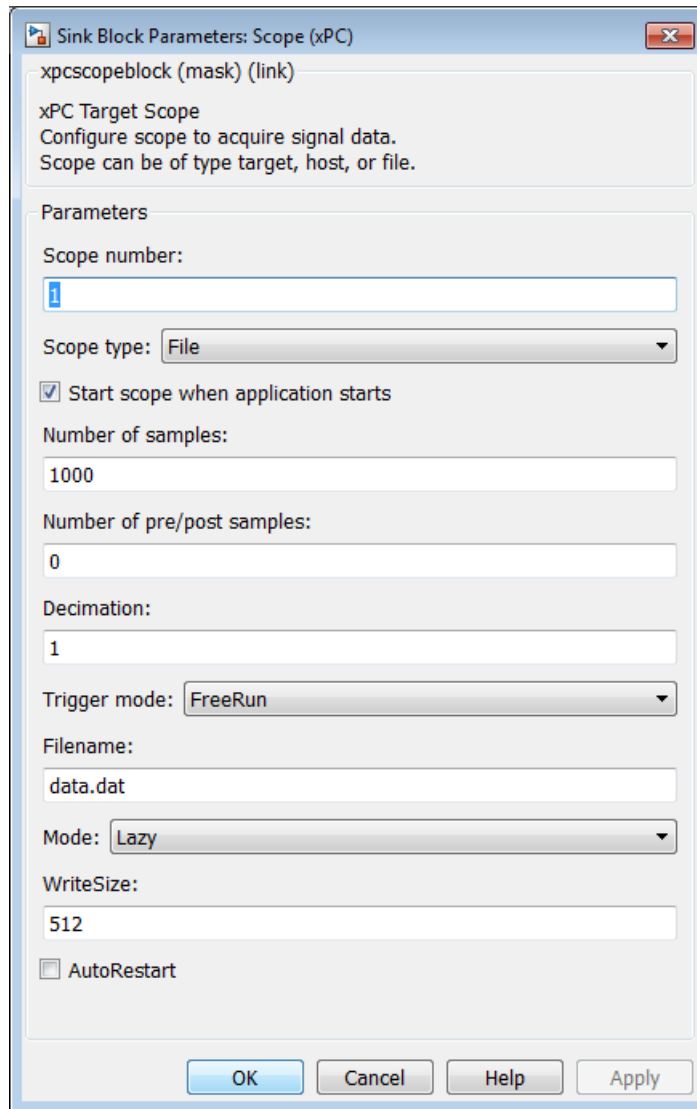 Sink Block Parameters: Scope (xPC)
xpcscopeblock (mask) (link)
xPC Target Scope
Configure scope to acquire signal data.
Scope can be of type target, host, or file.
Parameters
Scope number:
1
Scope type: File
Start scope when application starts
Number of samples:
1000
Number of pre/post samples:
0
Decimation:
1
Trigger mode: FreeRun
Filename:
data.dat
Mode: Lazy
WriteSize:
512
AutoRestart
OK Cancel Help Apply